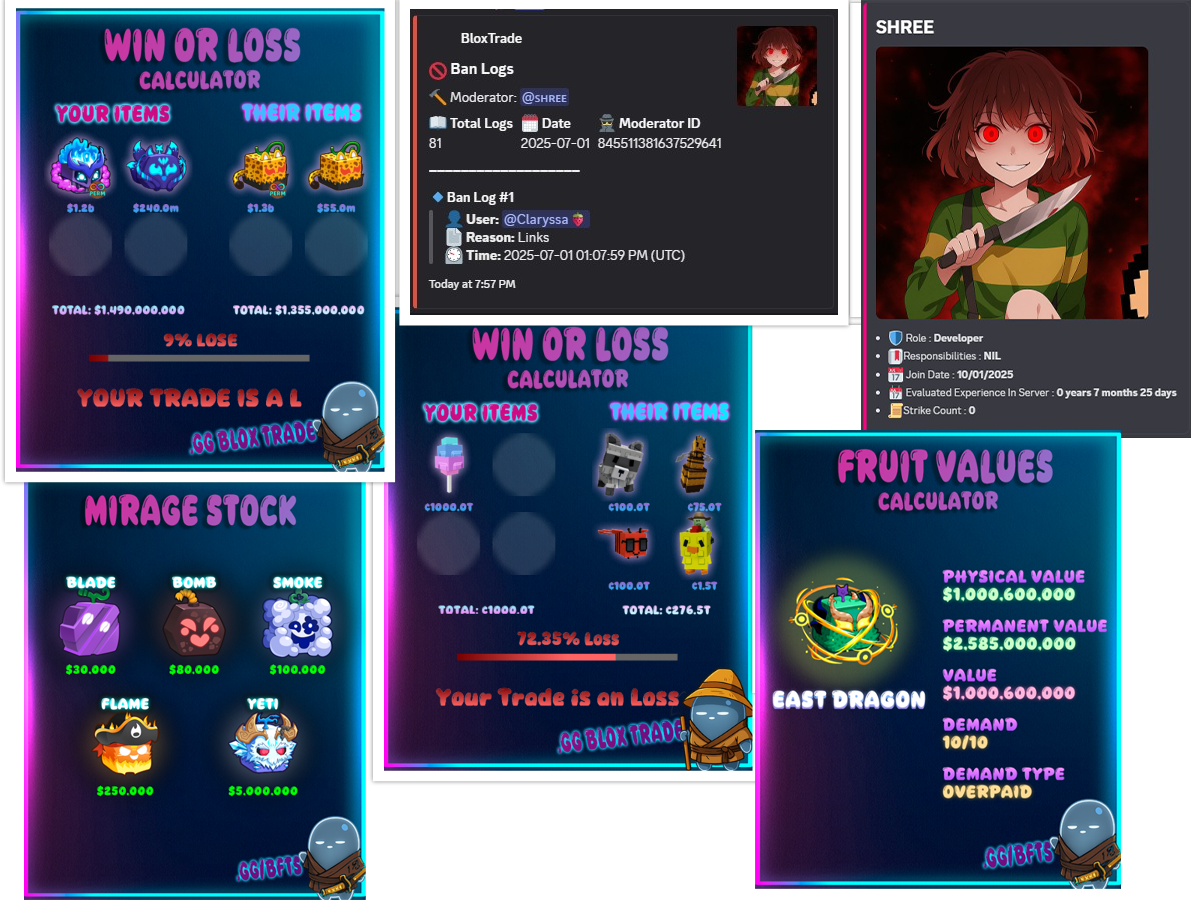 WIN OR LOSS
CALCULATOR
YOUR ITEMS THEIR ITEMS
PERM PERM
$1.2b $240.0m $1.3b $55.0m
TOTAL: $1.490.000.000 TOTAL: $1.355.000.000
9% LOSE
YOUR TRADE IS A L
.GG BLOX TRADE
BloxTrade
Ban Logs
Moderator: @SHREE
Total Logs Date Moderator ID
81 2025-07-01 845511381637529641
Ban Log #1
User: @Claryssa
Reason: Links
Time: 2025-07-01 01:07:59 PM (UTC)
Today at 7:57 PM
SHREE
Role : Developer
Responsibilities : NIL
Join Date : 10/01/2025
Evaluated Experience In Server : 0 years 7 months 25 days
Strike Count : 0
WIN OR LOSS
CALCULATOR
YOUR ITEMS THEIR ITEMS
¢1000.0T ¢100.0T ¢75.0T
¢100.0T ¢1.5T
TOTAL: ¢1000.0T TOTAL: ¢276.5T
72.35% Loss
Your Trade is an Loss
.GG BLOX TRADE
MIRAGE STOCK
BLADE BOMB SMOKE
$30.000 $80.000 $100.000
FLAME YETI
$250.000 $5.000.000
.GG/BFTS
FRUIT VALUES
CALCULATOR
EAST DRAGON
PHYSICAL VALUE
$1.000.600.000
PERMANENT VALUE
$2.585.000.000
VALUE
$1.000.600.000
DEMAND
10/10
DEMAND TYPE
OVERPAID
.GG/BFTS